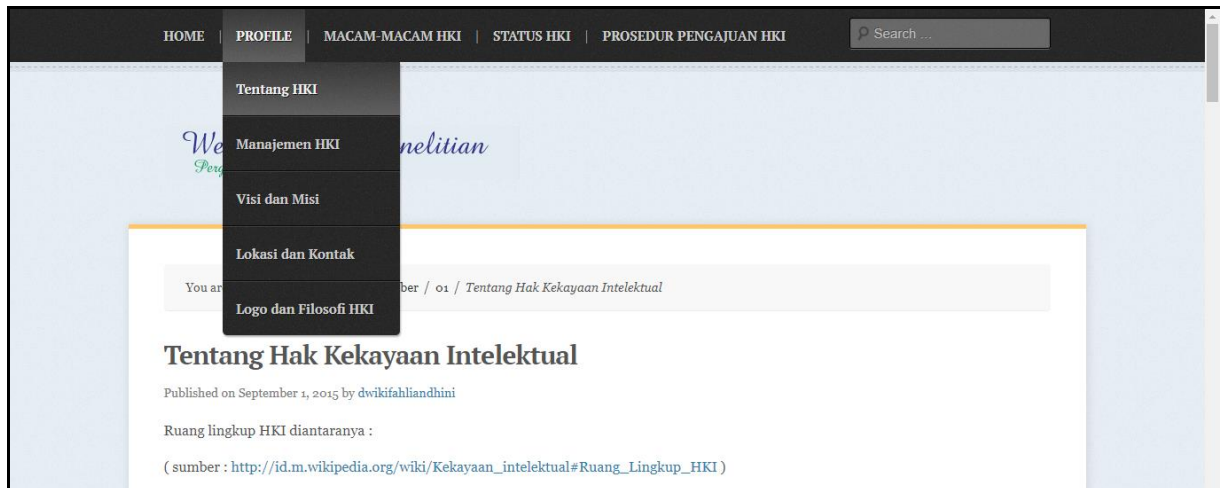 HOME | PROFILE | MACAM-MACAM HKI | STATUS HKI | PROSEDUR PENGAJUAN HKI Search ...
Tentang HKI
Manajemen HKI
Visi dan Misi
Lokasi dan Kontak
Logo dan Filosofi HKI
We nelitian
You ar ber / 01 / Tentang Hak Kekayaan Intelektual
Tentang Hak Kekayaan Intelektual
Published on September 1, 2015 by dwikifahliandhini
Ruang lingkup HKI diantaranya :
( sumber : http://id.m.wikipedia.org/wiki/Kekayaan_intelektual#Ruang_Lingkup_HKI )